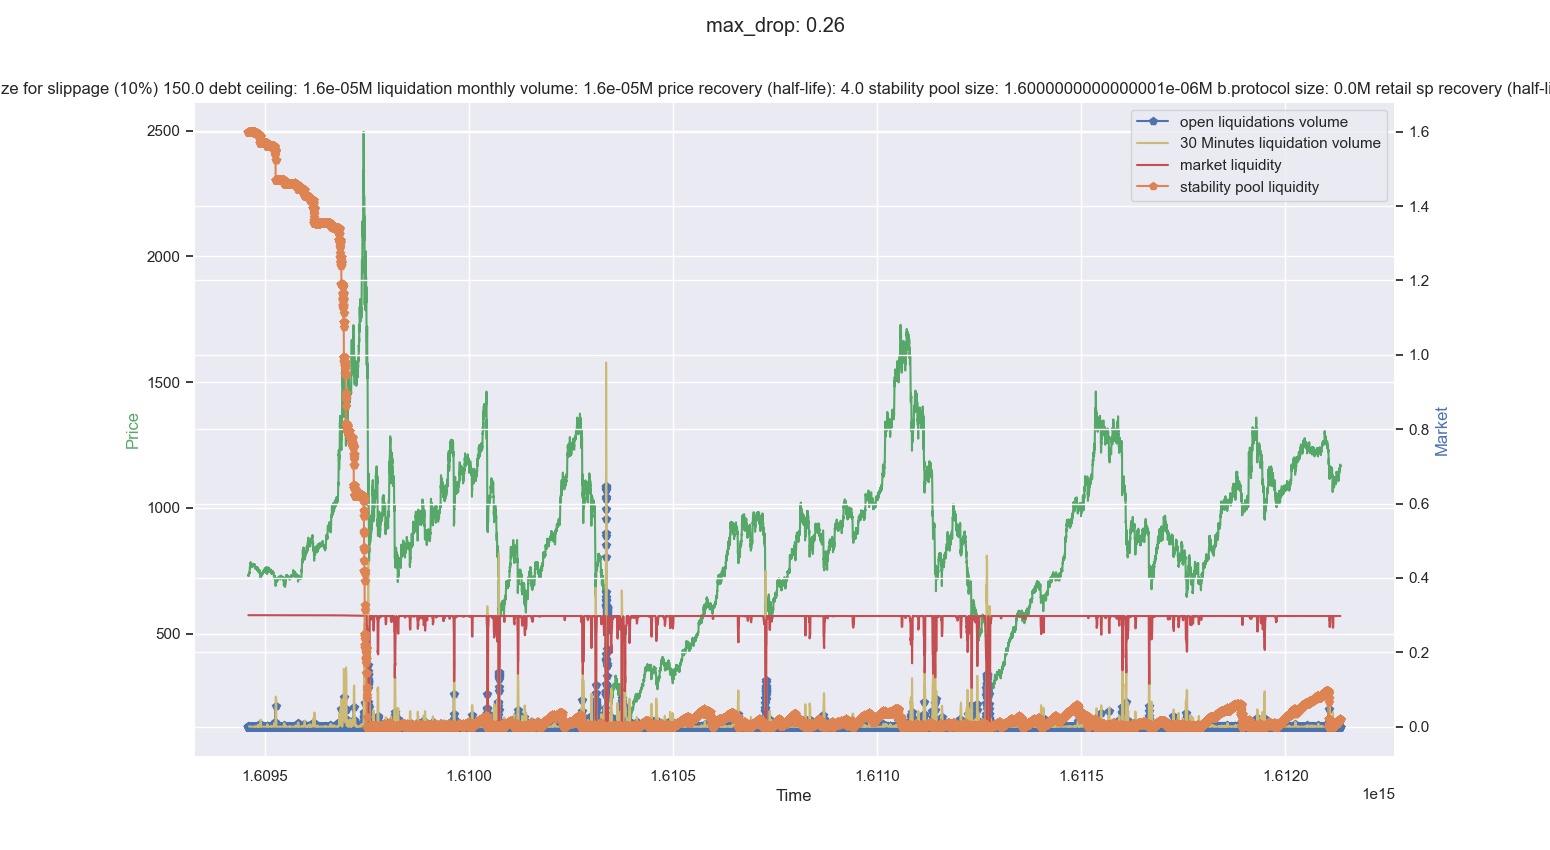 max_drop: 0.26
ze for slippage (10%) 150.0 debt ceiling: 1.6e-05M liquidation monthly volume: 1.6e-05M price recovery (half-life): 4.0 stability pool size: 1.6000000000000001e-06M b.protocol size: 0.0M retail sp recovery (half-li
open liquidations volume
30 Minutes liquidation volume
market liquidity
stability pool liquidity
2500
2000
1500
1000
500
Price
1.6
1.4
1.2
1.0
0.8
0.6
0.4
0.2
0.0
Market
1.6095
1.6100
1.6105
1.6110
1.6115
1.6120
Time
1e15